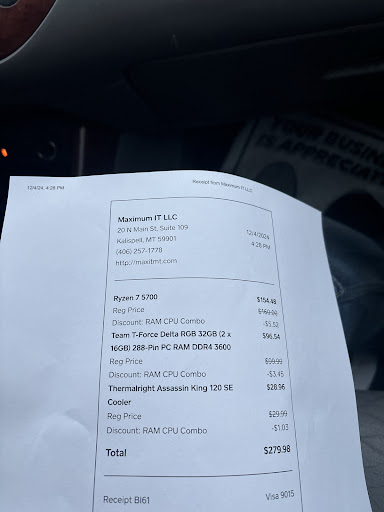 YOUR BUSIN
IS APPRECIAT
12/4/24, 4:28 PM
Receipt from Maximum IT LLC
Maximum IT LLC
20 N Main St, Suite 109
12/4/2024
Kalispell, MT 59901
4:28 PM
(406) 257-1778
http://maxitmt.com
Ryzen 7 5700 $154.48
Reg Price $160.00
Discount: RAM CPU Combo -$5.52
Team T-Force Delta RGB 32GB (2 x $96.54
16GB) 288-Pin PC RAM DDR4 3600
Reg Price $99.99
Discount: RAM CPU Combo -$3.45
Thermalright Assassin King 120 SE $28.96
Cooler
Reg Price $29.99
Discount: RAM CPU Combo -$1.03
Total $279.98
Receipt BI61 Visa 9015